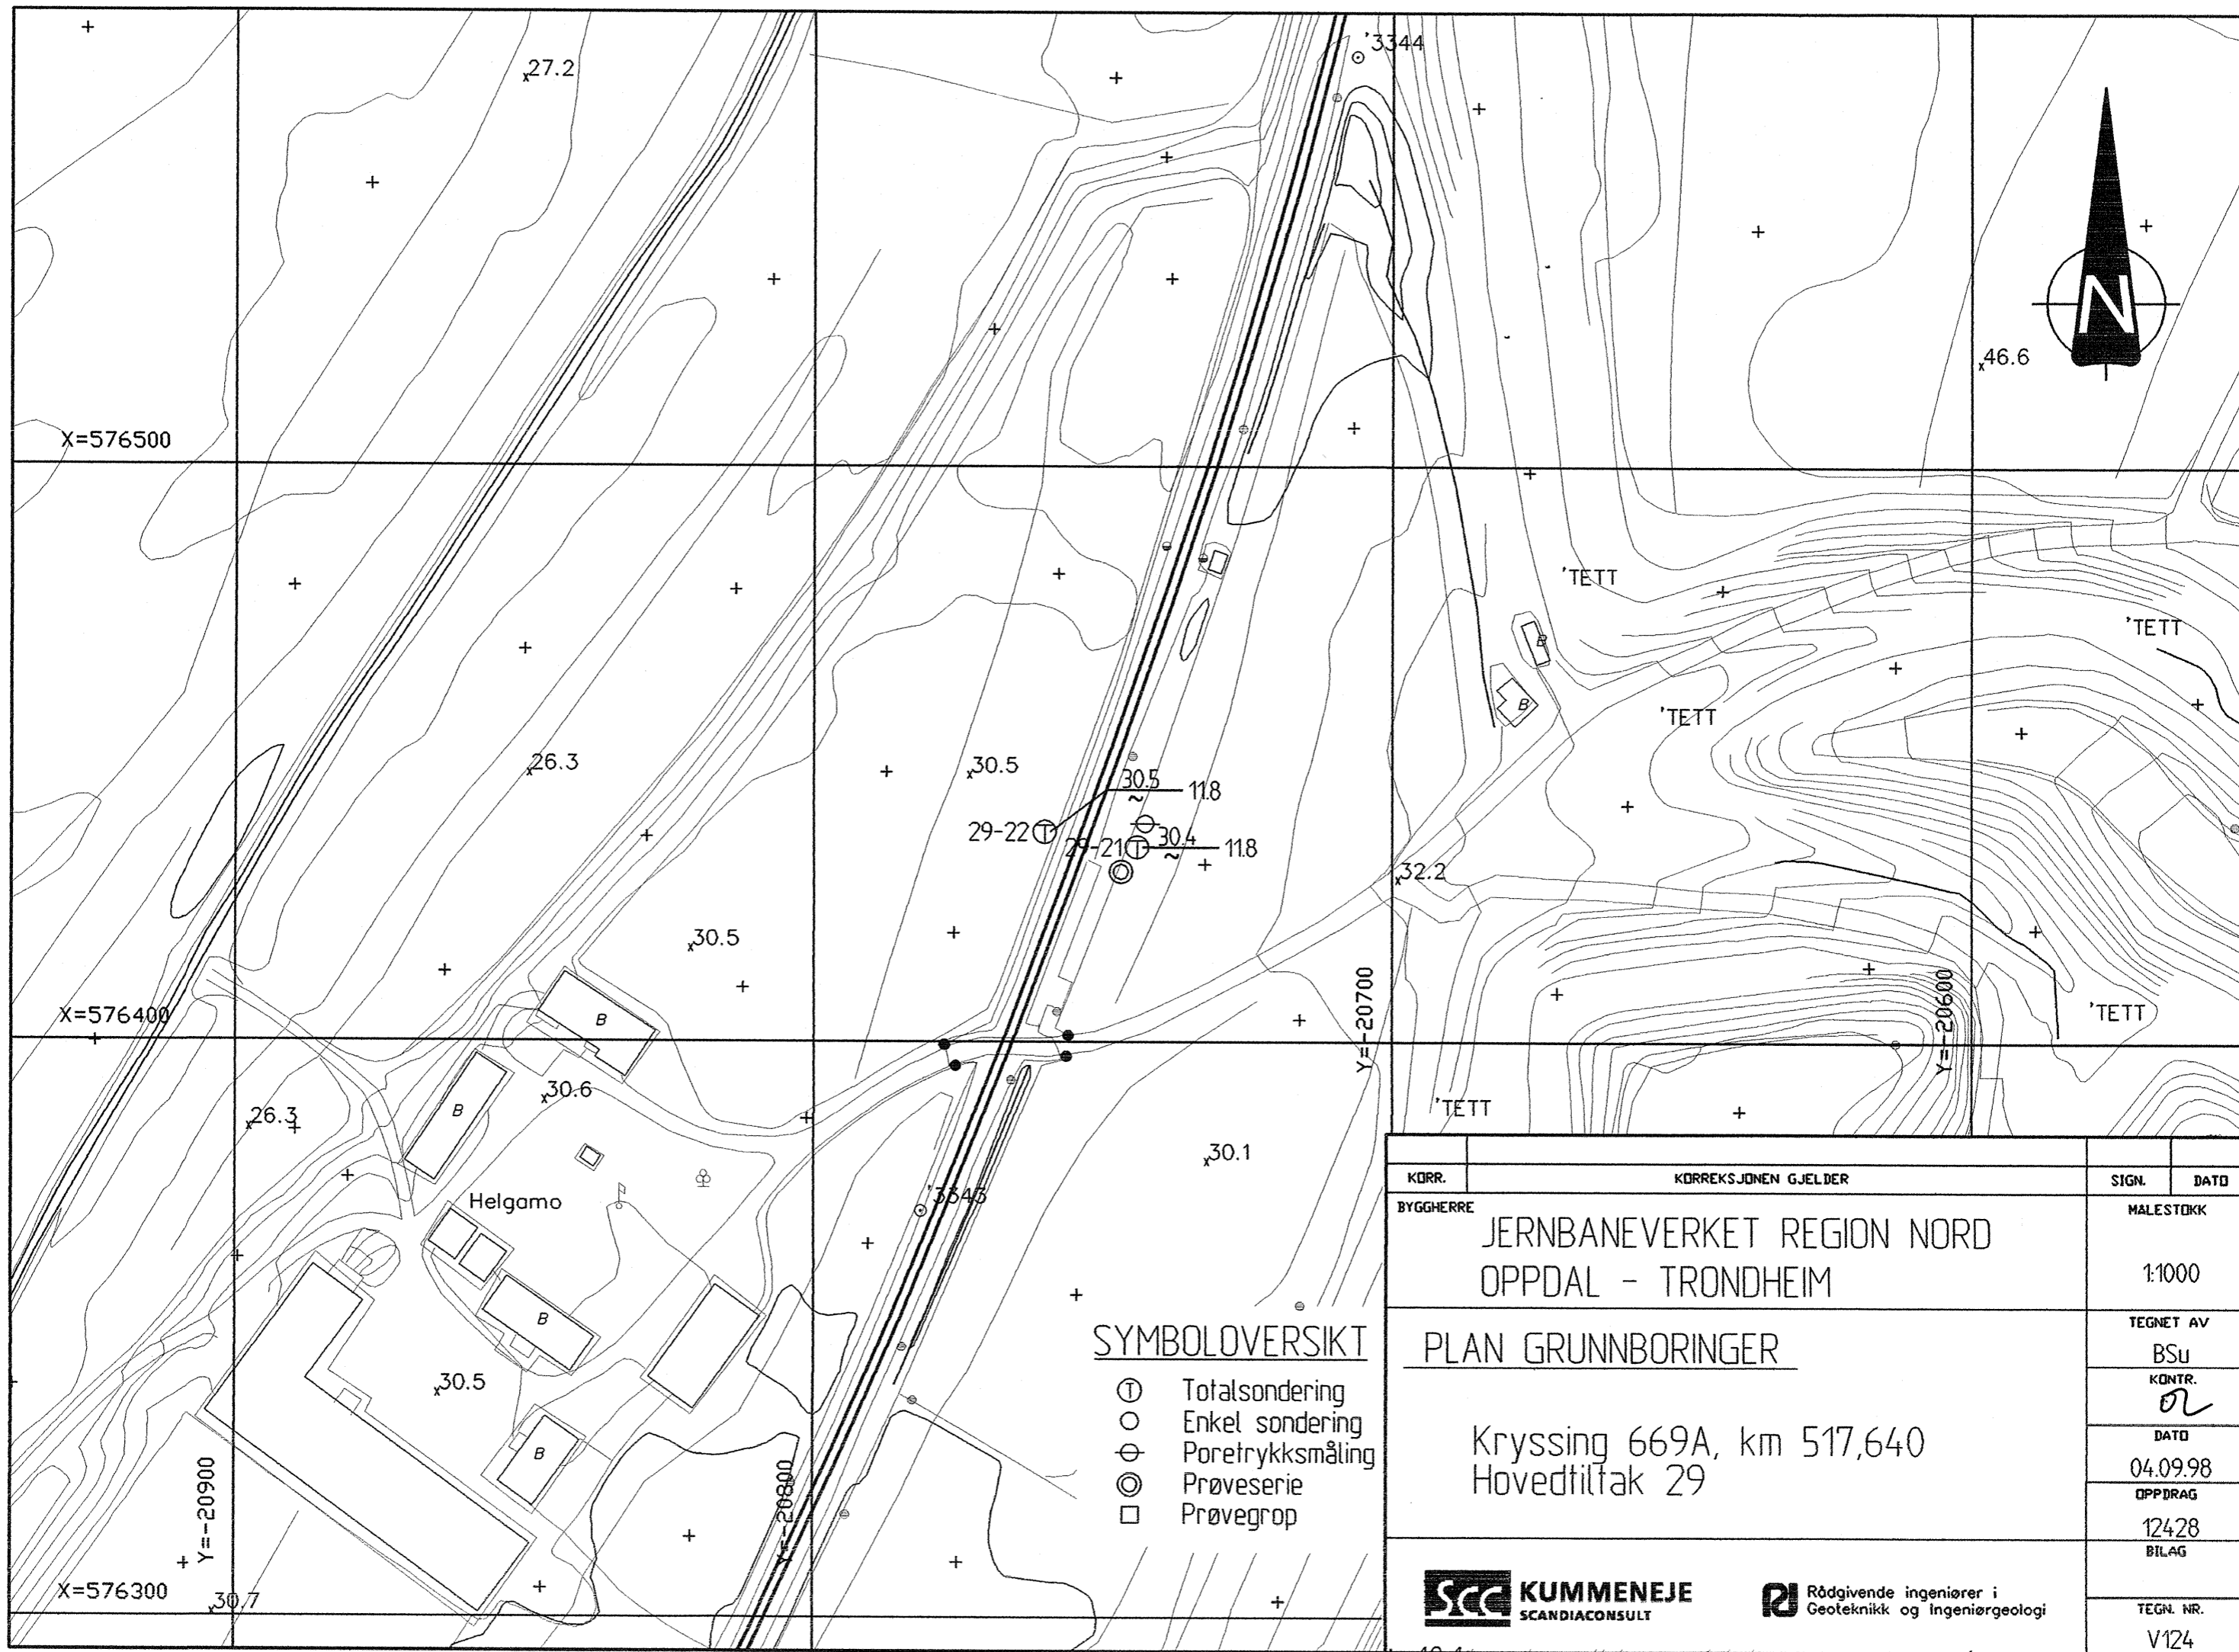 '3344
27.2
N
46.6
X=576500
'TETT
'TETT
'TETT
B
26.3
30.5
30.5
11.8
29-22 T
29-21 T
30.4
11.8
32.2
30.5
Y=-20700
Y=-20600
'TETT
X=576400
B
30.6
B
26.3
'TETT
30.1
Helgamo
'3343
B
30.5
B
Y=-20900
Y=-20800
X=576300
30.7
SYMBOLOVERSIKT
T Totalsondering
Enkel sondering
Poretrykksmåling
Prøveserie
Prøvegrop
KORR.
KORREKSJONEN GJELDER
SIGN.
DATO
BYGGHERRE
JERNBANEVERKET REGION NORD
OPPDAL - TRONDHEIM
MALESTOKK
1:1000
PLAN GRUNNBORINGER
TEGNET AV
BSu
KONTR.
Kryssing 669A, km 517,640
Hovedtiltak 29
DATO
04.09.98
OPPDRAG
12428
BILAG
SCC KUMMENEJE
SCANDIACONSULT
Rådgivende ingeniører i
Geoteknikk og Ingeniørgeologi
TEGN. NR.
V124